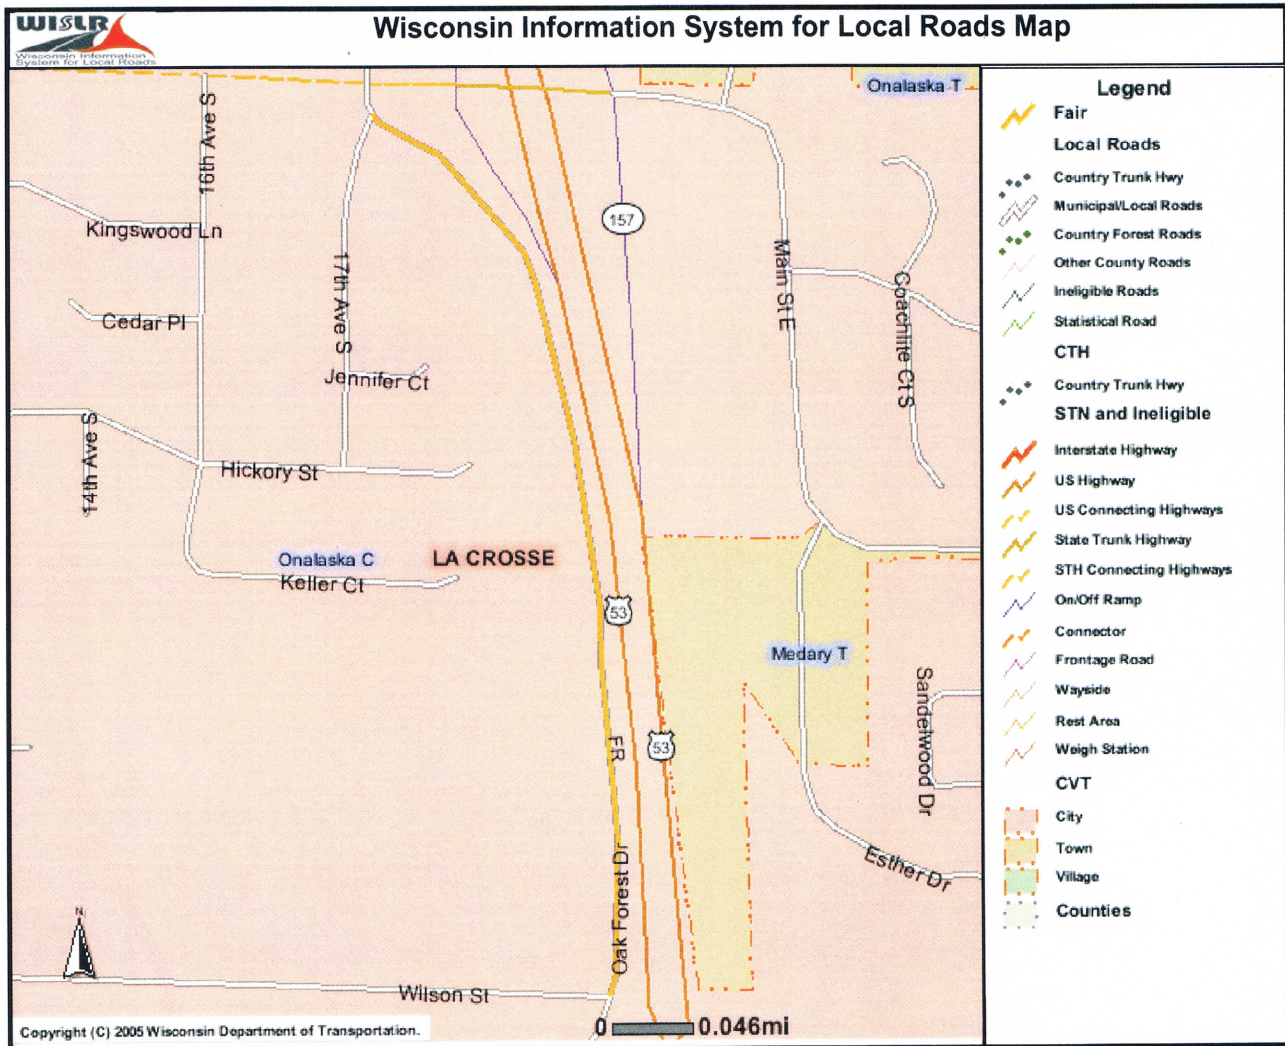 WISLR
Wisconsin Information
System for Local Roads
Wisconsin Information System for Local Roads Map
Onalaska T
16th Ave S
Kingswood Ln
157
17th Ave S
Main St E
Coachlite Ct S
Cedar Pl
Jennifer Ct
14th Ave S
Hickory St
Onalaska C
LA CROSSE
Keller Ct
53
Medary T
Sandelwood Dr
FR
53
Oak Forest Dr
Esther Dr
N
Wilson St
Copyright (C) 2005 Wisconsin Department of Transportation.
0 0.046mi
Legend
Fair
Local Roads
Country Trunk Hwy
Municipal/Local Roads
Country Forest Roads
Other County Roads
Ineligible Roads
Statistical Road
CTH
Country Trunk Hwy
STN and Ineligible
Interstate Highway
US Highway
US Connecting Highways
State Trunk Highway
STH Connecting Highways
On/Off Ramp
Connector
Frontage Road
Wayside
Rest Area
Weigh Station
CVT
City
Town
Village
Counties